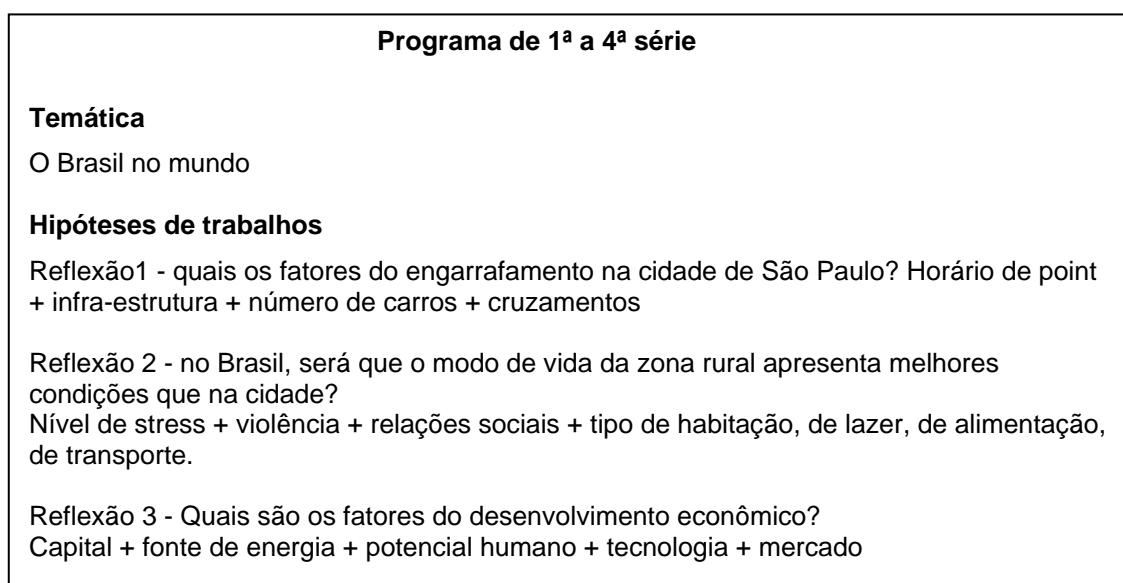 Programa de 1ª a 4ª série
Temática
O Brasil no mundo
Hipóteses de trabalhos
Reflexão1 - quais os fatores do engarrafamento na cidade de São Paulo? Horário de point
+ infra-estrutura + número de carros + cruzamentos
Reflexão 2 - no Brasil, será que o modo de vida da zona rural apresenta melhores
condições que na cidade?
Nível de stress + violência + relações sociais + tipo de habitação, de lazer, de alimentação,
de transporte.
Reflexão 3 - Quais são os fatores do desenvolvimento econômico?
Capital + fonte de energia + potencial humano + tecnologia + mercado